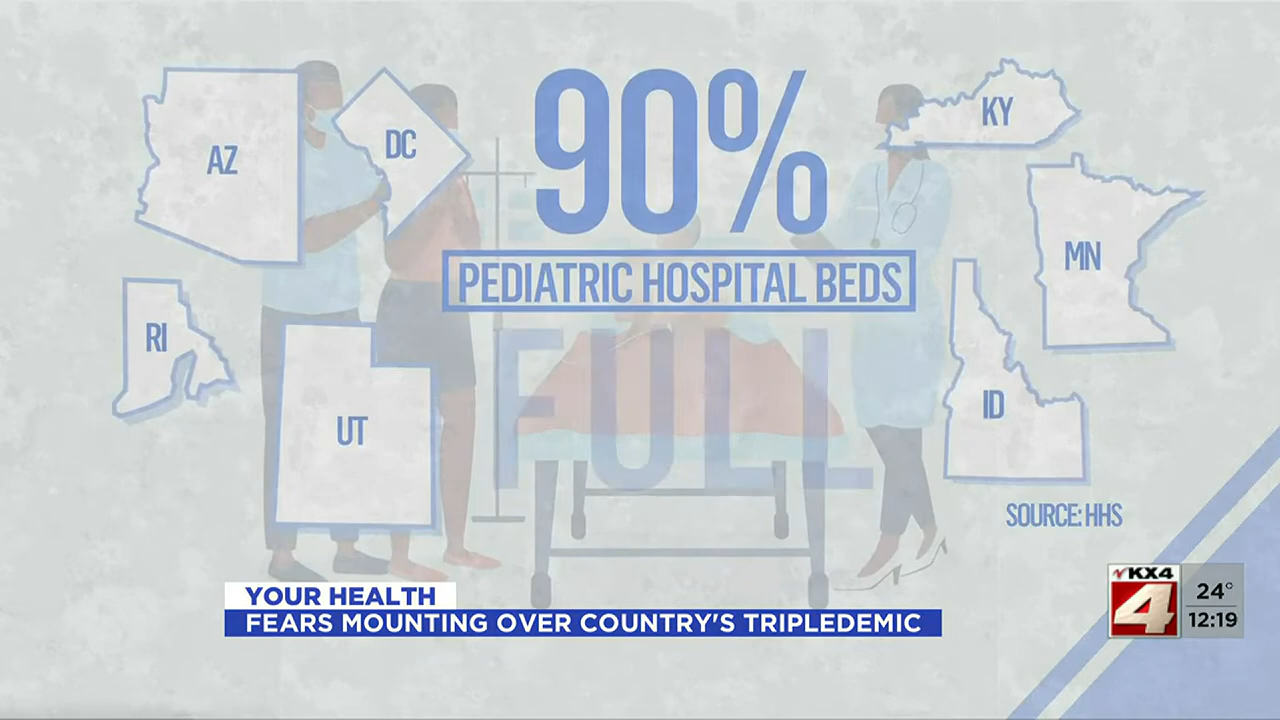 90%
PEDIATRIC HOSPITAL BEDS
FULL
AZ
DC
KY
MN
RI
UT
ID
SOURCE: HHS
YOUR HEALTH
FEARS MOUNTING OVER COUNTRY'S TRIPLEDEMIC
KX4
4
24°
12:19